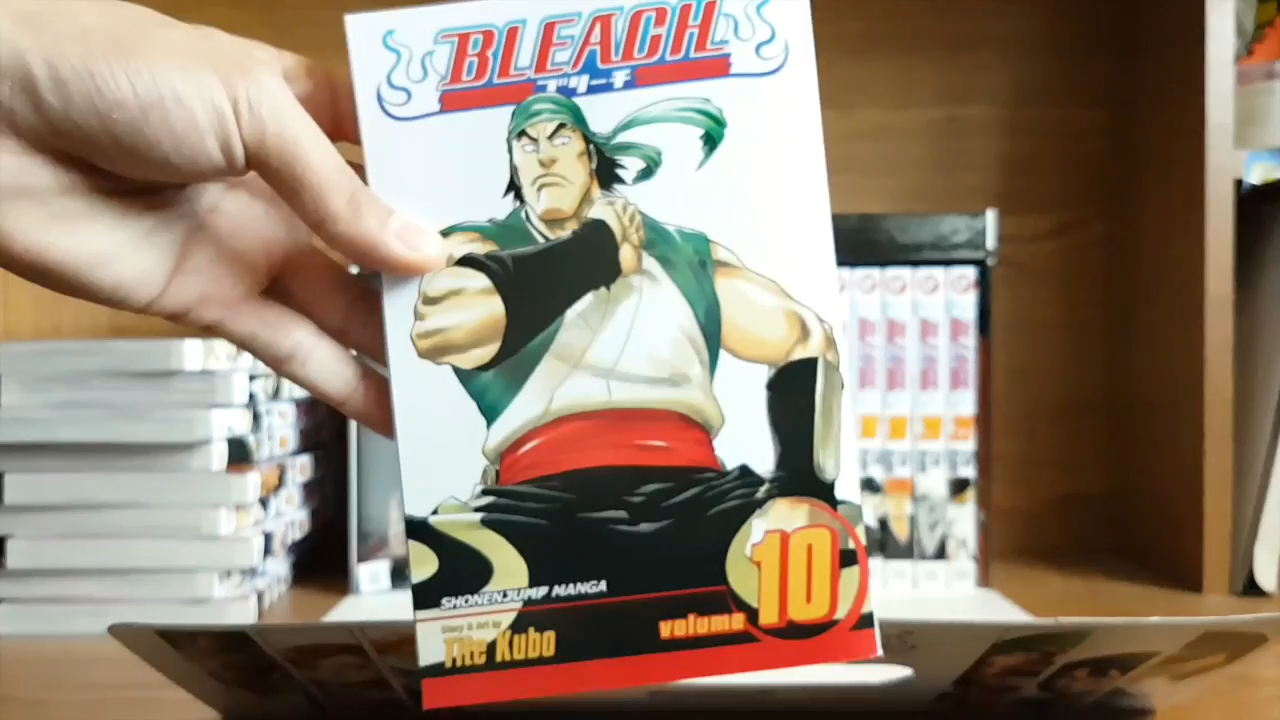 BLEACH
ブリーチ
SHONEN JUMP MANGA
Story & Art by
Tite Kubo
volume 10